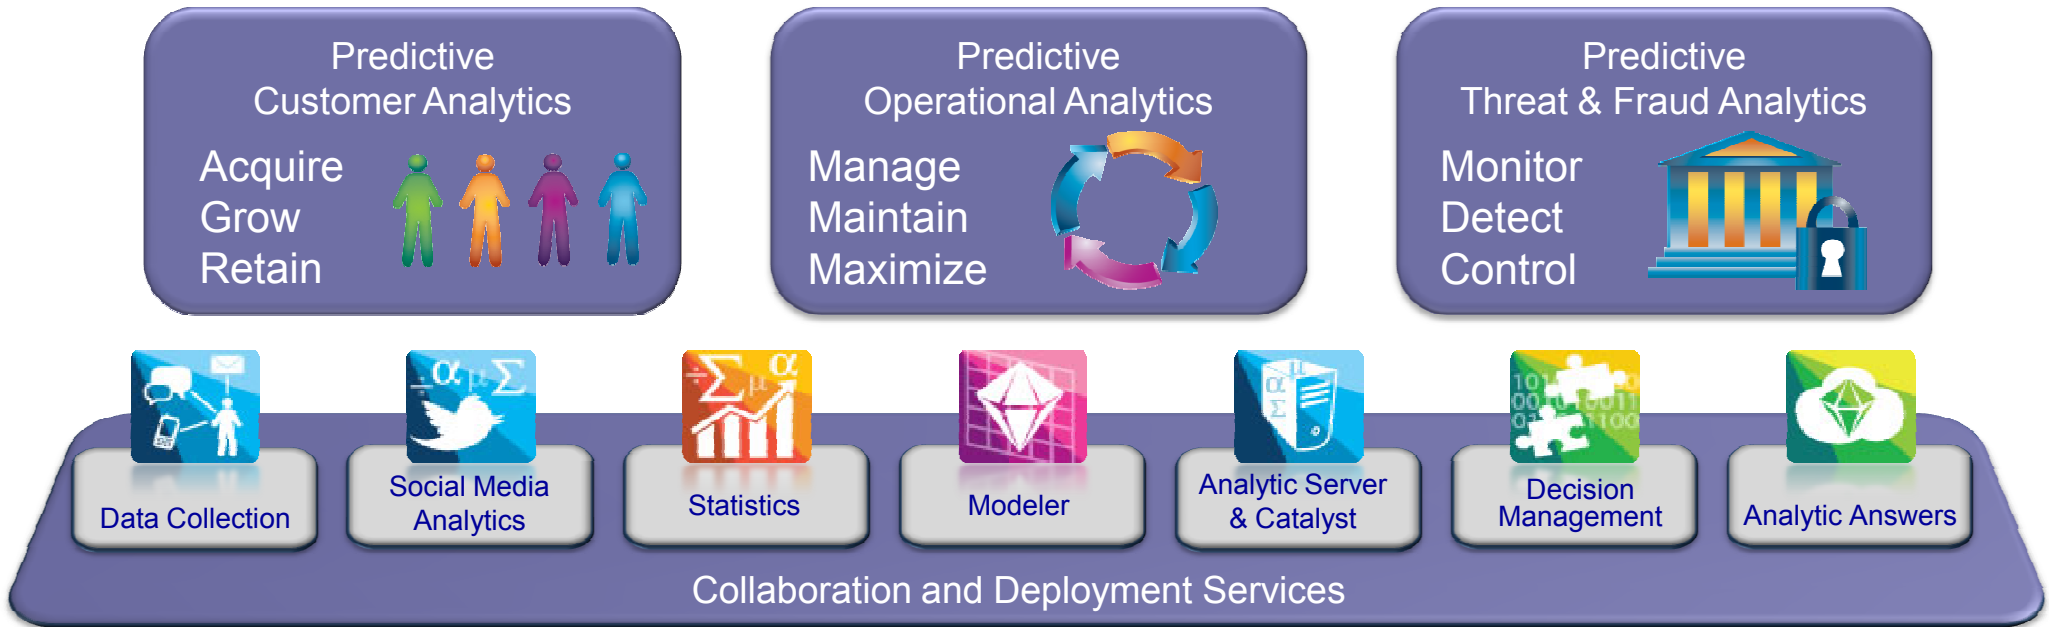 Predictive
Customer Analytics
Acquire
Grow
Retain
Predictive
Operational Analytics
Manage
Maintain
Maximize
Predictive
Threat & Fraud Analytics
Monitor
Detect
Control
÷ α μ Σ
÷ Σ μ α
α μ
Σ
Data Collection
Social Media
Analytics
Statistics
Modeler
Analytic Server
& Catalyst
Decision
Management
Analytic Answers
Collaboration and Deployment Services